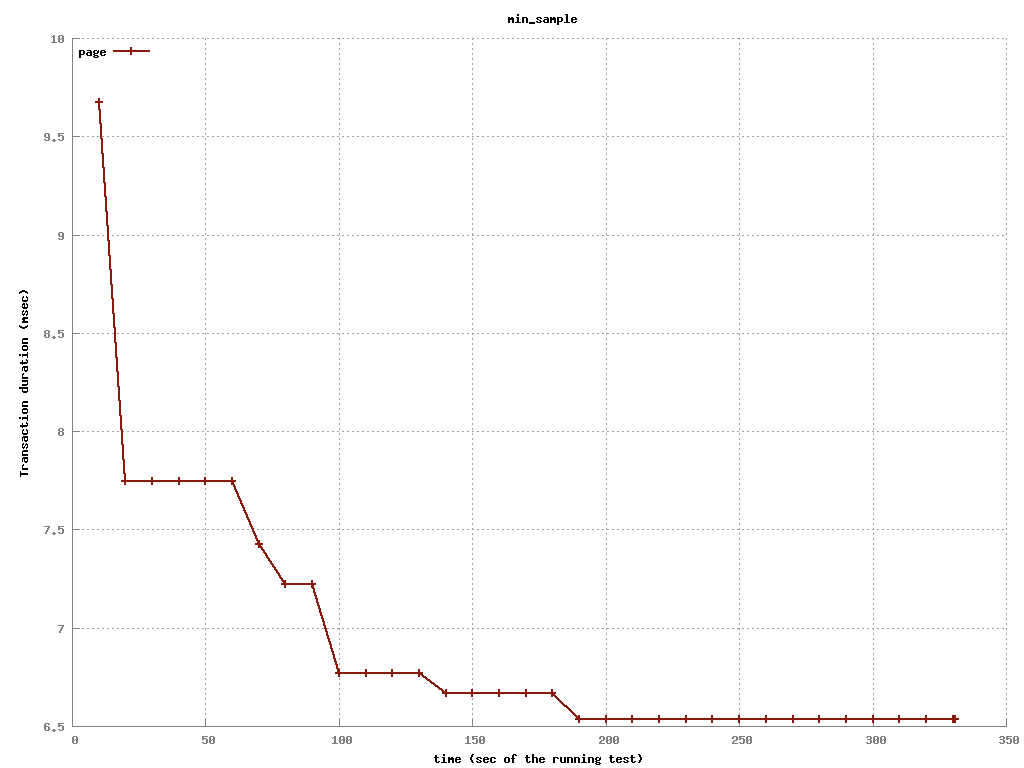 min_sample
page
10
9.5
9
8.5
8
7.5
7
6.5
Transaction duration (msec)
0 50 100 150 200 250 300 350
time (sec of the running test)